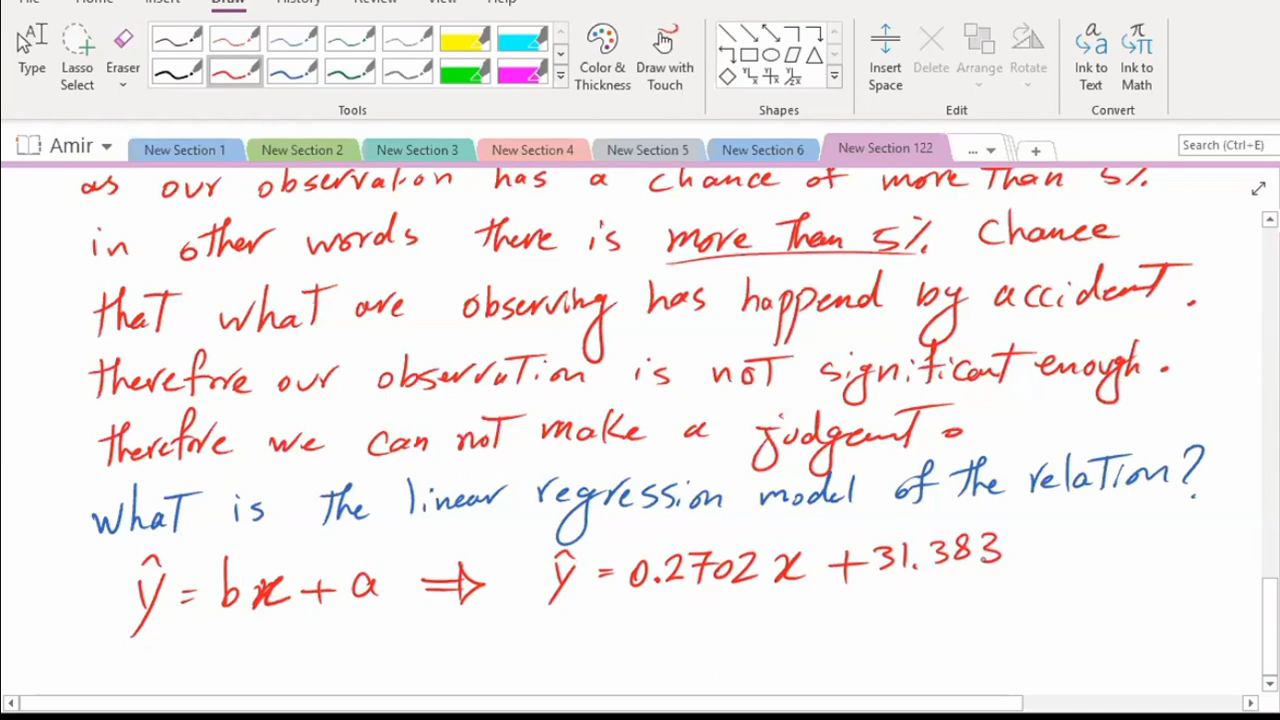 File Home Insert Draw History Review View Help
Type
Lasso Select
Eraser
Color & Thickness
Draw with Touch
Insert Space
Delete
Arrange
Rotate
Ink to Text
Ink to Math
Tools
Shapes
Edit
Convert
Amir
New Section 1
New Section 2
New Section 3
New Section 4
New Section 5
New Section 6
New Section 122
...
Search (Ctrl+E)
as our observation has a chance of more than 5%
in other words there is more than 5% chance
that what are observing has happend by accident.
therefore our observation is not significant enough.
therefore we can not make a judgent.
what is the linear regression model of the relation?
ŷ = bx + a ⇒ ŷ = 0.2702x + 31.383